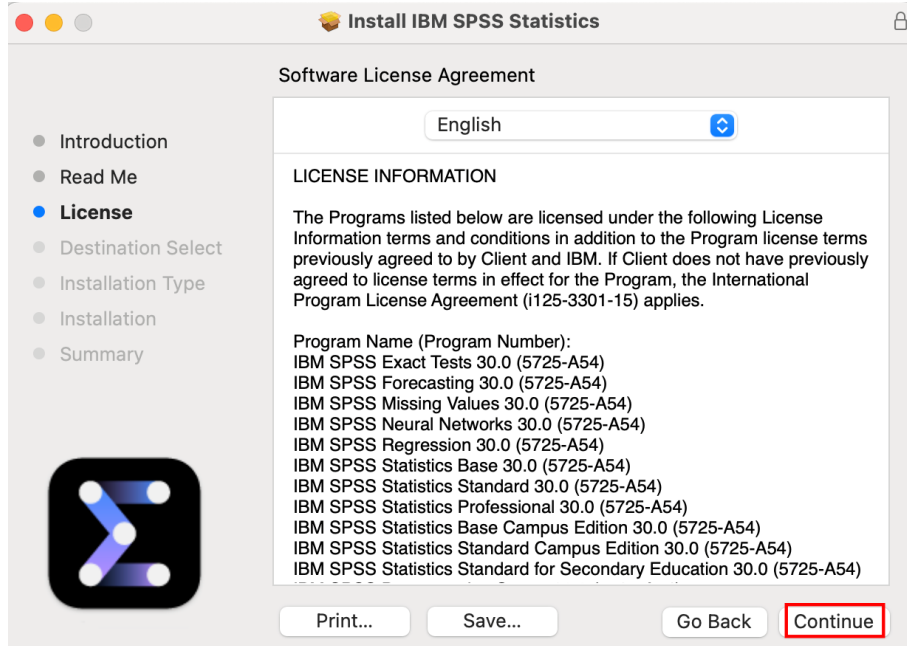 Install IBM SPSS Statistics
Software License Agreement
Introduction
Read Me
License
Destination Select
Installation Type
Installation
Summary
English
LICENSE INFORMATION
The Programs listed below are licensed under the following License
Information terms and conditions in addition to the Program license terms
previously agreed to by Client and IBM. If Client does not have previously
agreed to license terms in effect for the Program, the International
Program License Agreement (i125-3301-15) applies.
Program Name (Program Number):
IBM SPSS Exact Tests 30.0 (5725-A54)
IBM SPSS Forecasting 30.0 (5725-A54)
IBM SPSS Missing Values 30.0 (5725-A54)
IBM SPSS Neural Networks 30.0 (5725-A54)
IBM SPSS Regression 30.0 (5725-A54)
IBM SPSS Statistics Base 30.0 (5725-A54)
IBM SPSS Statistics Standard 30.0 (5725-A54)
IBM SPSS Statistics Professional 30.0 (5725-A54)
IBM SPSS Statistics Base Campus Edition 30.0 (5725-A54)
IBM SPSS Statistics Standard Campus Edition 30.0 (5725-A54)
IBM SPSS Statistics Standard for Secondary Education 30.0 (5725-A54)
Print... Save... Go Back Continue